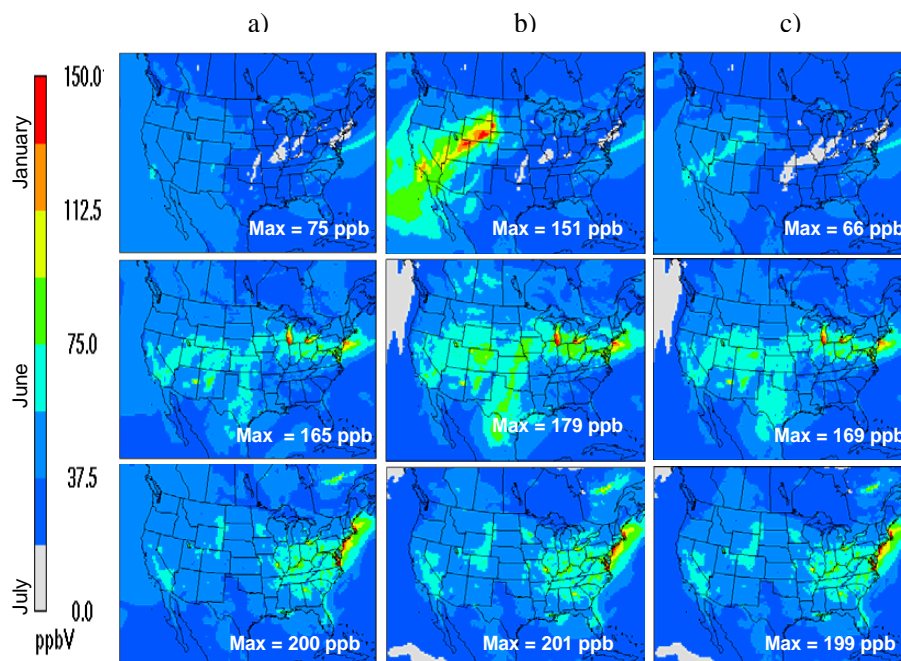 a) b) c)
150.0
January
112.5
Max = 75 ppb Max = 151 ppb Max = 66 ppb
75.0
June
Max = 165 ppb Max = 179 ppb Max = 169 ppb
37.5
July
0.0
ppbV
Max = 200 ppb Max = 201 ppb Max = 199 ppb